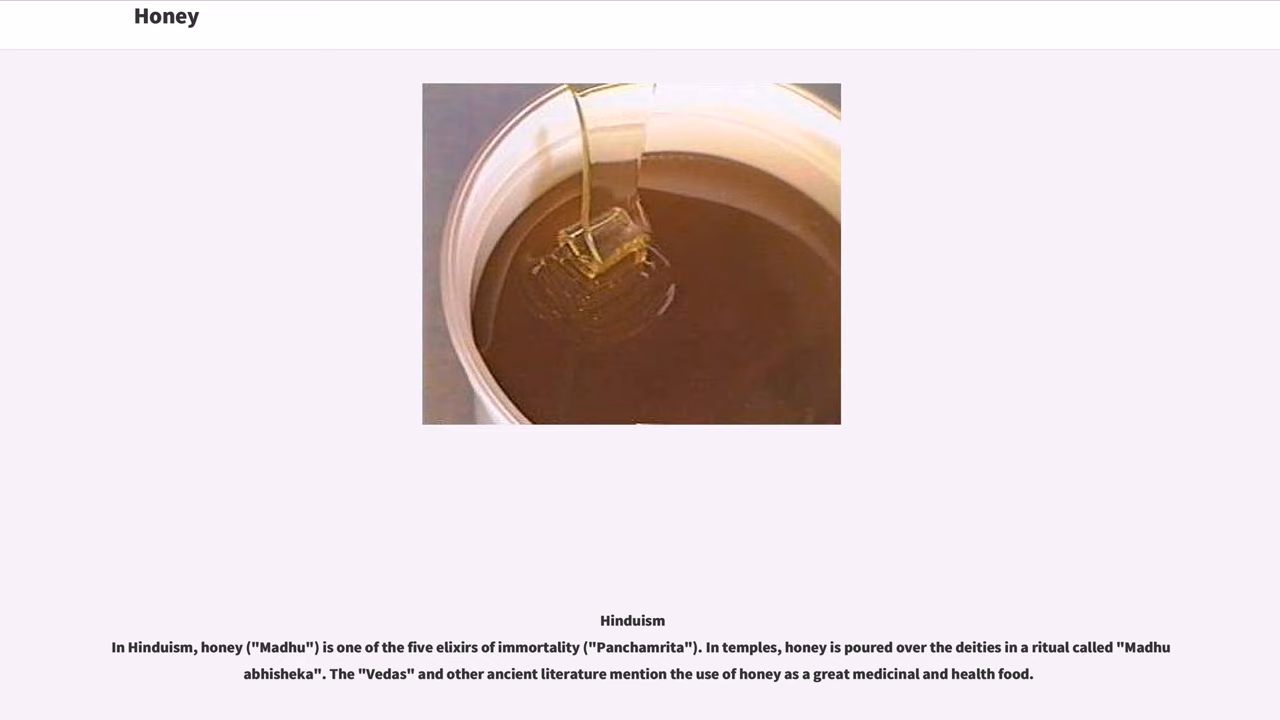 Honey
Hinduism
In Hinduism, honey ("Madhu") is one of the five elixirs of immortality ("Panchamrita"). In temples, honey is poured over the deities in a ritual called "Madhu
abhisheka". The "Vedas" and other ancient literature mention the use of honey as a great medicinal and health food.